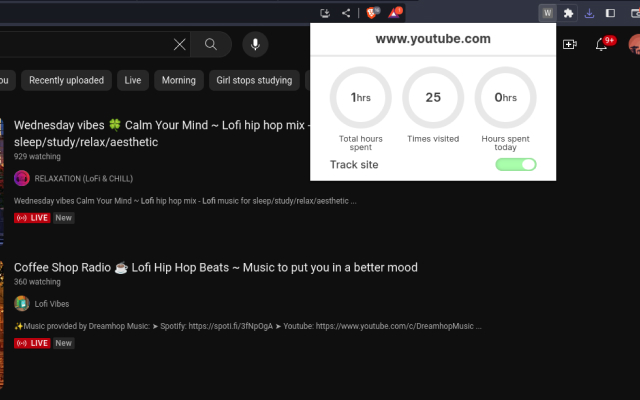 W
9+
www.youtube.com
1hrs
25
0hrs
Total hours spent
Times visited
Hours spent today
Track site
Recently uploaded
Live
Morning
Girl stops studying
Wednesday vibes 🍀 Calm Your Mind ~ Lofi hip hop mix -
sleep/study/relax/aesthetic
929 watching
RELAXATION (LoFi & CHILL)
Wednesday vibes Calm Your Mind ~ Lofi hip hop mix - Lofi music for sleep/study/relax/aesthetic ...
LIVE New
Coffee Shop Radio ☕ Lofi Hip Hop Beats ~ Music to put you in a better mood
360 watching
Lofi Vibes
✨Music provided by Dreamhop Music: ➤ Spotify: https://spoti.fi/3fNpOgA ➤ Youtube: https://www.youtube.com/c/DreamhopMusic ...
LIVE New